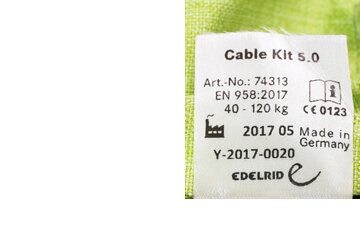 Cable Kit 5.0
Art.-No.: 74313
EN 958:2017
40 - 120 kg
CE 0123
2017 05 Made in
Germany
Y-2017-0020
EDELRID e